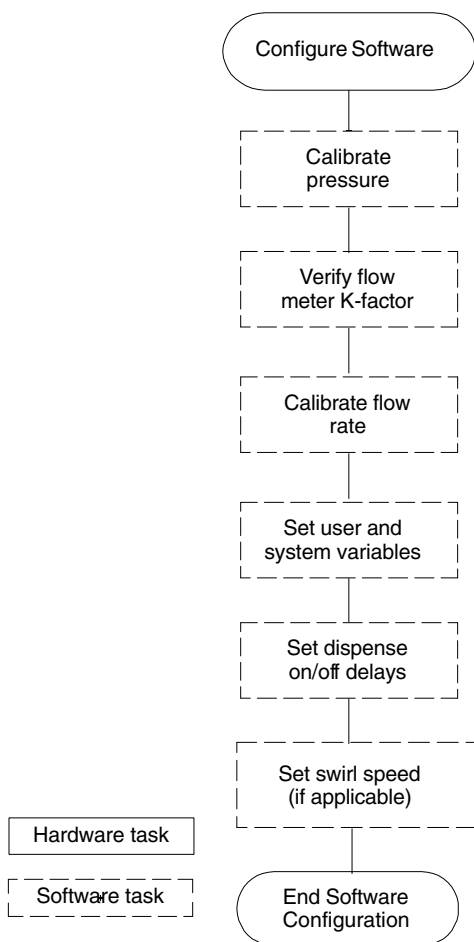 Configure Software
Calibrate
pressure
Verify flow
meter K-factor
Calibrate flow
rate
Set user and
system variables
Set dispense
on/off delays
Set swirl speed
(if applicable)
Hardware task
Software task
End Software
Configuration